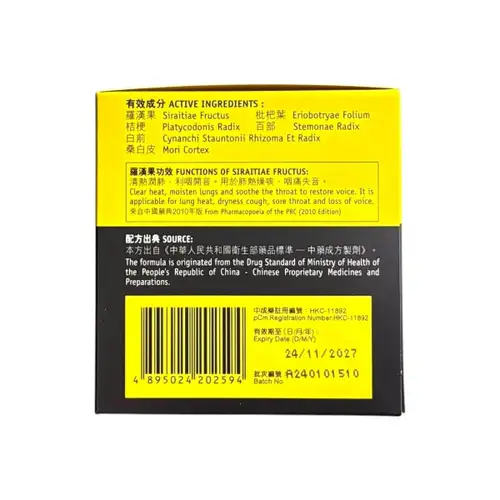 有效成分 ACTIVE INGREDIENTS :
羅漢果 Siraitiae Fructus 枇杷葉 Eriobotryae Folium
桔梗 Platycodonis Radix 百部 Stemonae Radix
白前 Cynanchi Stauntonii Rhizoma Et Radix
桑白皮 Mori Cortex
羅漢果功效 FUNCTIONS OF SIRAITIAE FRUCTUS:
清熱潤肺，利咽開音。用於肺熱燥咳，咽痛失音。
Clear heat, moisten lungs and soothe the throat to restore voice. It is
applicable for lung heat, dryness cough, sore throat and loss of voice.
來自中國藥典2010年版 From Pharmacopoeia of the PRC (2010 Edition)
配方出典 SOURCE:
本方出自《中華人民共和國衛生部藥品標準－中藥成方製劑》。
The formula is originated from the Drug Standard of Ministry of Health of
the People's Republic of China - Chinese Proprietary Medicines and
Preparations.
中成藥註冊編號：HKC-11892
pCm Registration Number:HKC-11892
有效期至（日/月/年）：
Expiry Date (D/M/Y)
24/11/2027
批次編號 A240101510
Batch No
4 895024 202594